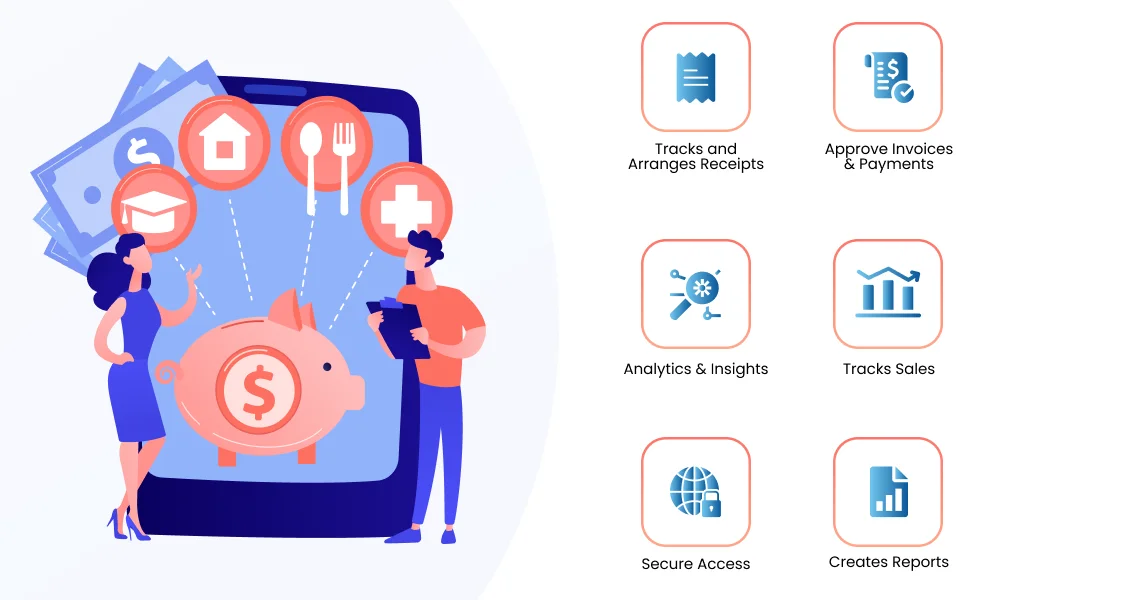 Tracks and
Arranges Receipts
Approve Invoices
& Payments
Analytics & Insights
Tracks Sales
Secure Access
Creates Reports